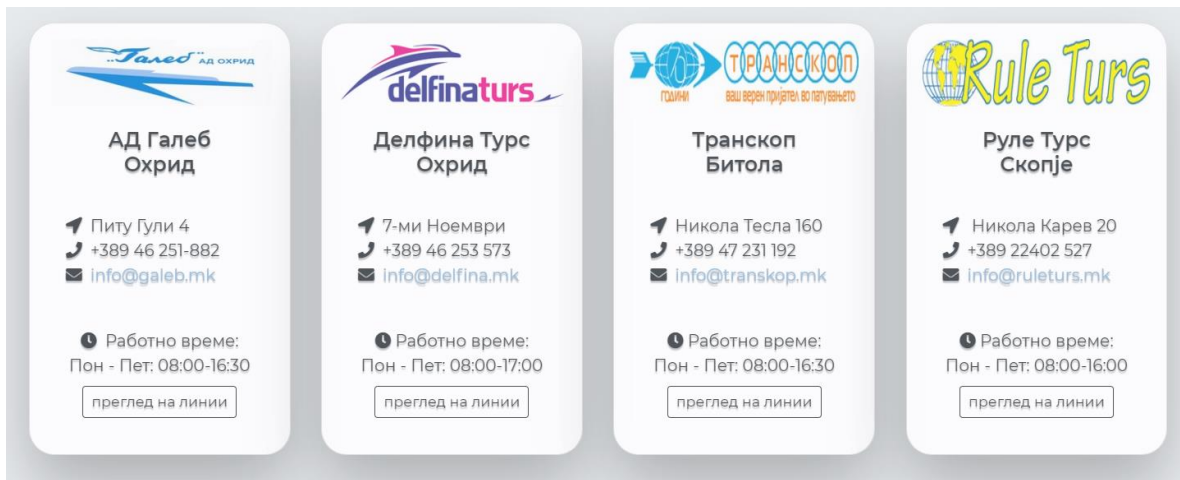 „Галеб“ АД ОХРИД
АД Галеб
Охрид
Питу Гули 4
+389 46 251-882
info@galeb.mk
Работно време:
Пон - Пет: 08:00-16:30
преглед на линии
delfinaturs
Делфина Турс
Охрид
7-ми Ноември
+389 46 253 573
info@delfina.mk
Работно време:
Пон - Пет: 08:00-17:00
преглед на линии
ТРАНСКОП
ГОДИНИ
ваш верен пријател во патувањето
Транскоп
Битола
Никола Тесла 160
+389 47 231 192
info@transkop.mk
Работно време:
Пон - Пет: 08:00-16:30
преглед на линии
Rule Turs
Руле Турс
Скопје
Никола Карев 20
+389 22402 527
info@ruleturs.mk
Работно време:
Пон - Пет: 08:00-16:00
преглед на линии